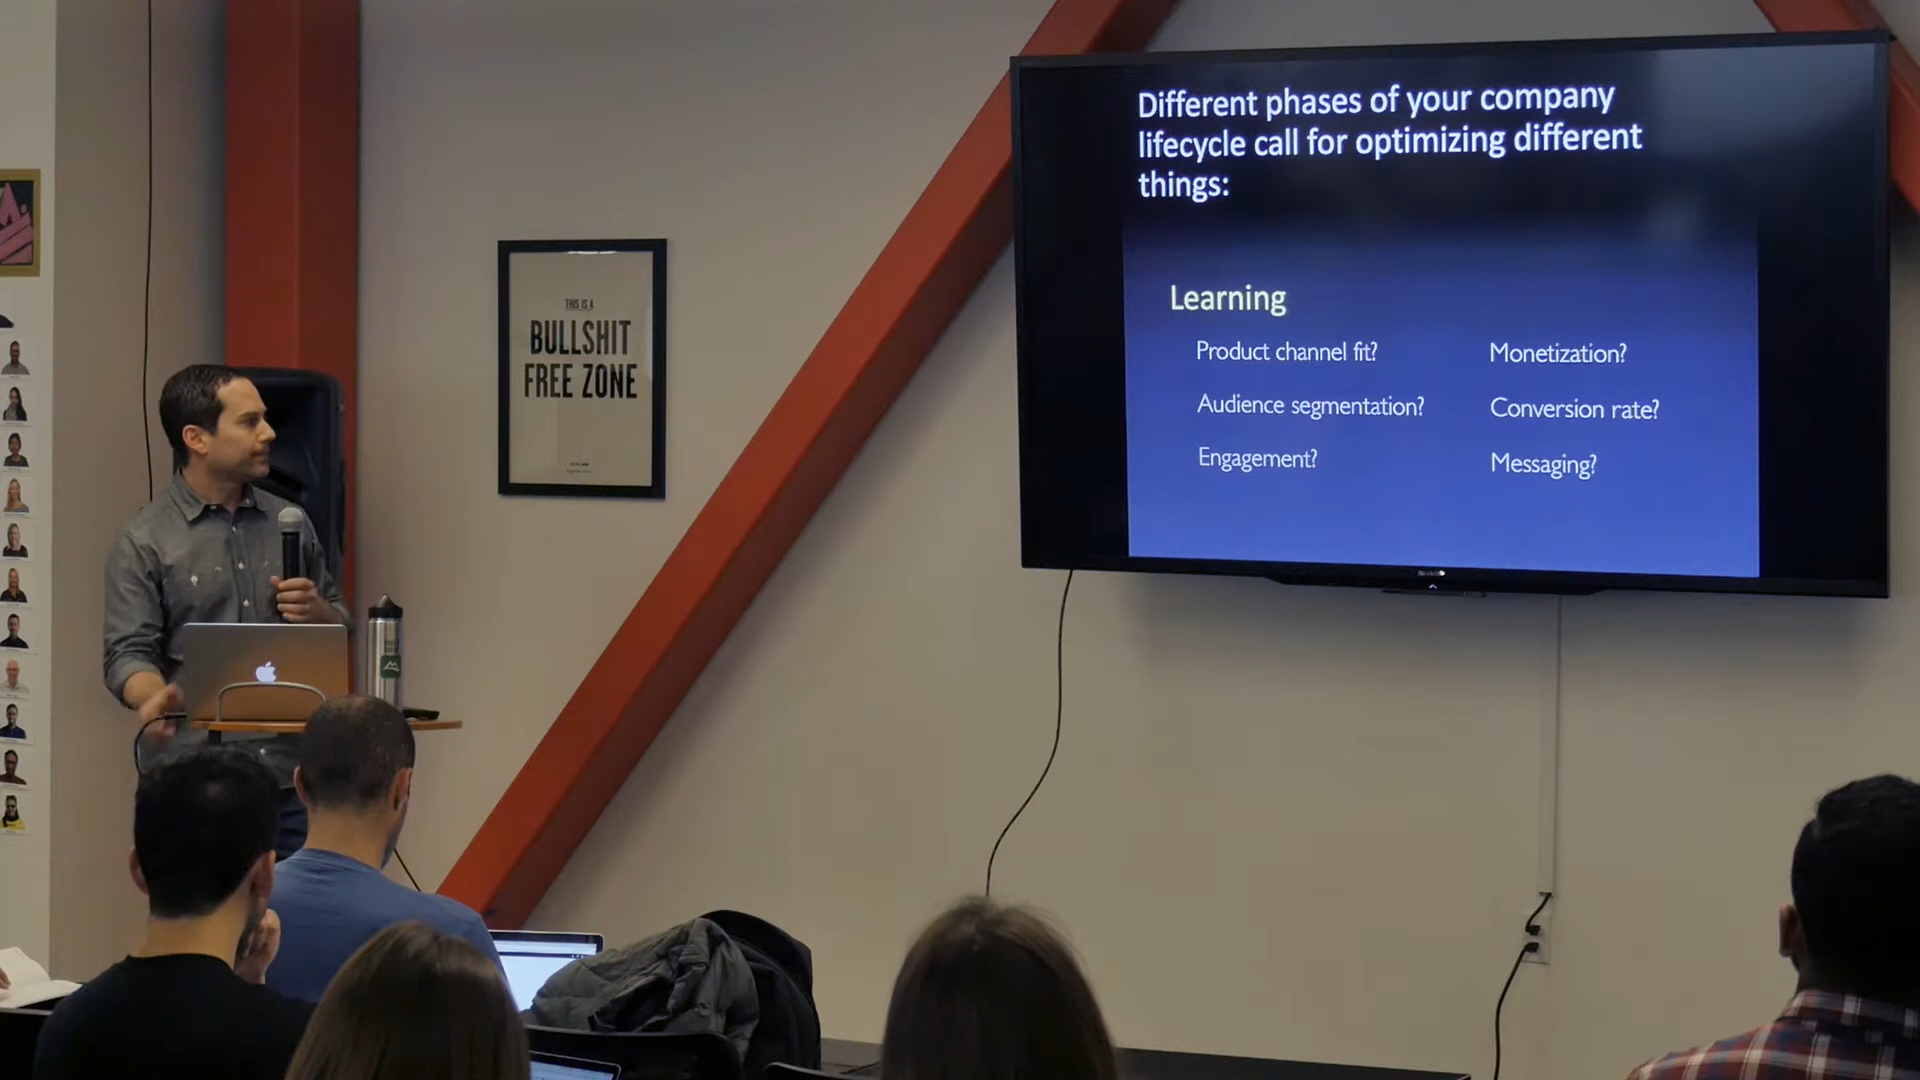 THIS IS A
BULLSHIT
FREE ZONE
Different phases of your company
lifecycle call for optimizing different
things:
Learning
Product channel fit?
Monetization?
Audience segmentation?
Conversion rate?
Engagement?
Messaging?
SHARP